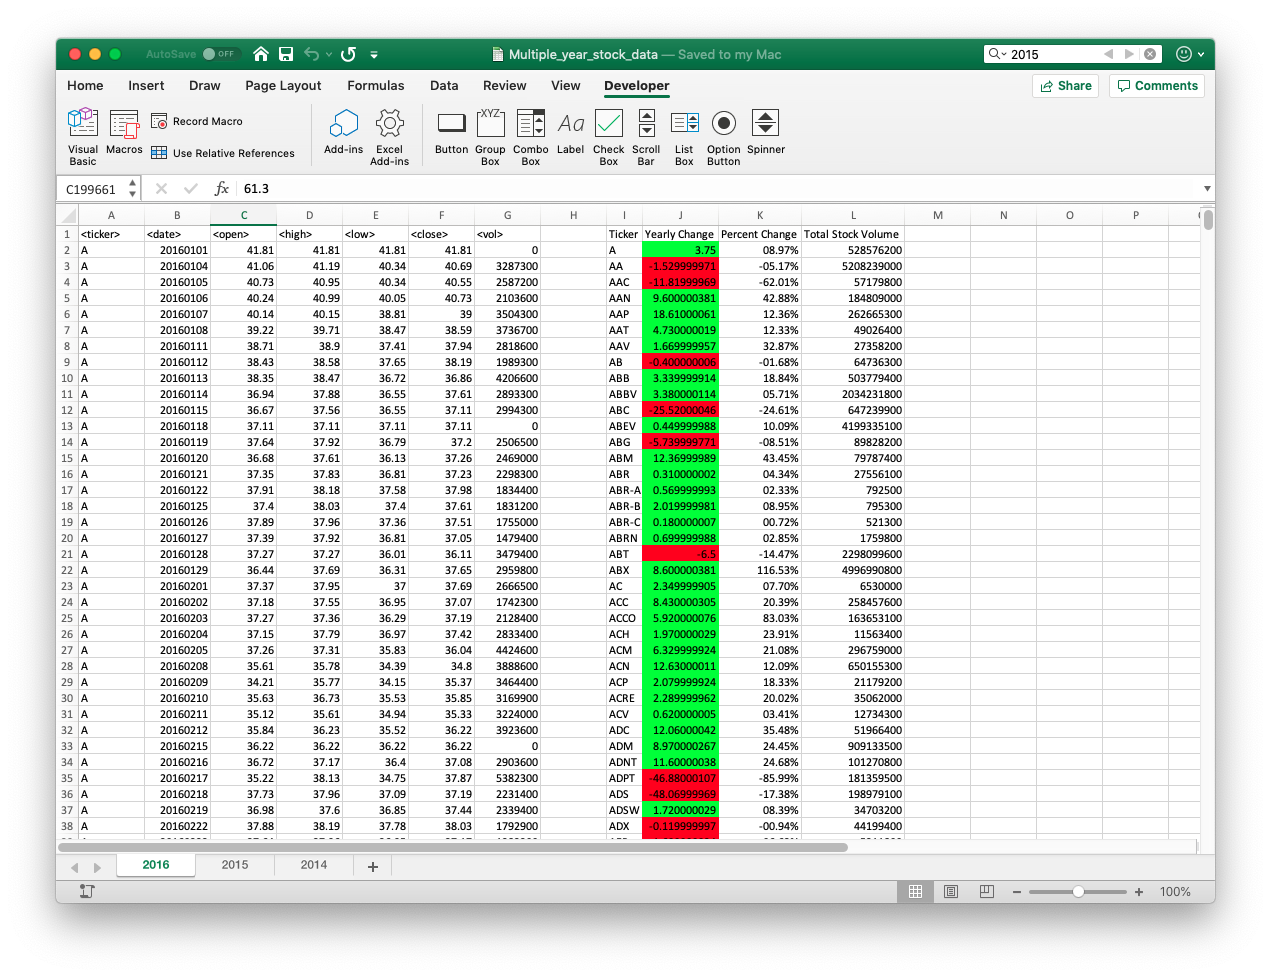 AutoSave OFF Multiple_year_stock_data — Saved to my Mac 2015
Home Insert Draw Page Layout Formulas Data Review View Developer Share Comments
Visual Basic Macros Record Macro Use Relative References Add-ins Excel Add-ins Button Group Box Combo Box Label Check Box Scroll Bar List Box Option Button Spinner
XYZ Aa
C199661 fx 61.3
A B C D E F G H I J K L M N O P
1 <ticker> <date> <open> <high> <low> <close> <vol> Ticker Yearly Change Percent Change Total Stock Volume
2 A 20160101 41.81 41.81 41.81 41.81 0 A 3.75 08.97% 528576200
3 A 20160104 41.06 41.19 40.34 40.69 3287300 AA -1.529999971 -05.17% 5208239000
4 A 20160105 40.73 40.95 40.34 40.55 2587200 AAC -11.81999969 -62.01% 57179800
5 A 20160106 40.24 40.99 40.05 40.73 2103600 AAN 9.600000381 42.88% 184809000
6 A 20160107 40.14 40.15 38.81 39 3504300 AAP 18.61000061 12.36% 262665300
7 A 20160108 39.22 39.71 38.47 38.59 3736700 AAT 4.730000019 12.33% 49026400
8 A 20160111 38.71 38.9 37.41 37.94 2818600 AAV 1.669999957 32.87% 27358200
9 A 20160112 38.43 38.58 37.65 38.19 1989300 AB -0.400000006 -01.68% 64736300
10 A 20160113 38.35 38.47 36.72 36.86 4206600 ABB 3.339999914 18.84% 503779400
11 A 20160114 36.94 37.88 36.55 37.61 2893300 ABBV 3.380000114 05.71% 2034231800
12 A 20160115 36.67 37.56 36.55 37.11 2994300 ABC -25.52000046 -24.61% 647239900
13 A 20160118 37.11 37.11 37.11 37.11 0 ABEV 0.449999988 10.09% 4199335100
14 A 20160119 37.64 37.92 36.79 37.2 2506500 ABG -5.739999771 -08.51% 89828200
15 A 20160120 36.68 37.61 36.13 37.26 2469000 ABM 12.36999989 43.45% 79787400
16 A 20160121 37.35 37.83 36.81 37.23 2298300 ABR 0.310000002 04.34% 27556100
17 A 20160122 37.91 38.18 37.58 37.98 1834400 ABR-A 0.569999993 02.33% 792500
18 A 20160125 37.4 38.03 37.4 37.61 1831200 ABR-B 2.019999981 08.95% 795300
19 A 20160126 37.89 37.96 37.36 37.51 1755000 ABR-C 0.180000007 00.72% 521300
20 A 20160127 37.39 37.92 36.81 37.05 1479400 ABRN 0.699999988 02.85% 1759800
21 A 20160128 37.27 37.27 36.01 36.11 3479400 ABT -6.5 -14.47% 2298099600
22 A 20160129 36.44 37.69 36.31 37.65 2959800 ABX 8.600000381 116.53% 4996990800
23 A 20160201 37.37 37.95 37 37.69 2666500 AC 2.349999905 07.70% 6530000
24 A 20160202 37.18 37.55 36.95 37.07 1742300 ACC 8.430000305 20.39% 258457600
25 A 20160203 37.27 37.36 36.29 37.19 2128400 ACCO 5.920000076 83.03% 163653100
26 A 20160204 37.15 37.79 36.97 37.42 2833400 ACH 1.970000029 23.91% 11563400
27 A 20160205 37.26 37.31 35.83 36.04 4424600 ACM 6.329999924 21.08% 296759000
28 A 20160208 35.61 35.78 34.39 34.8 3888600 ACN 12.63000011 12.09% 650155300
29 A 20160209 34.21 35.77 34.15 35.37 3464400 ACP 2.079999924 18.33% 21179200
30 A 20160210 35.63 36.73 35.53 35.85 3169900 ACRE 2.289999962 20.02% 35062000
31 A 20160211 35.12 35.61 34.94 35.33 3224000 ACV 0.620000005 03.41% 12734300
32 A 20160212 35.84 36.23 35.52 36.22 3923600 ADC 12.06000042 35.48% 51966400
33 A 20160215 36.22 36.22 36.22 36.22 0 ADM 8.970000267 24.45% 909133500
34 A 20160216 36.72 37.17 36.4 37.08 2903600 ADNT 11.60000038 24.68% 101270800
35 A 20160217 35.22 38.13 34.75 37.87 5382300 ADPT -46.88000107 -85.99% 181359500
36 A 20160218 37.73 37.96 37.09 37.19 2231400 ADS -48.06999969 -17.38% 198979100
37 A 20160219 36.98 37.6 36.85 37.44 2339400 ADSW 1.720000029 08.39% 34703200
38 A 20160222 37.88 38.19 37.78 38.03 1792900 ADX -0.119999997 -00.94% 44199400
2016 2015 2014
100%